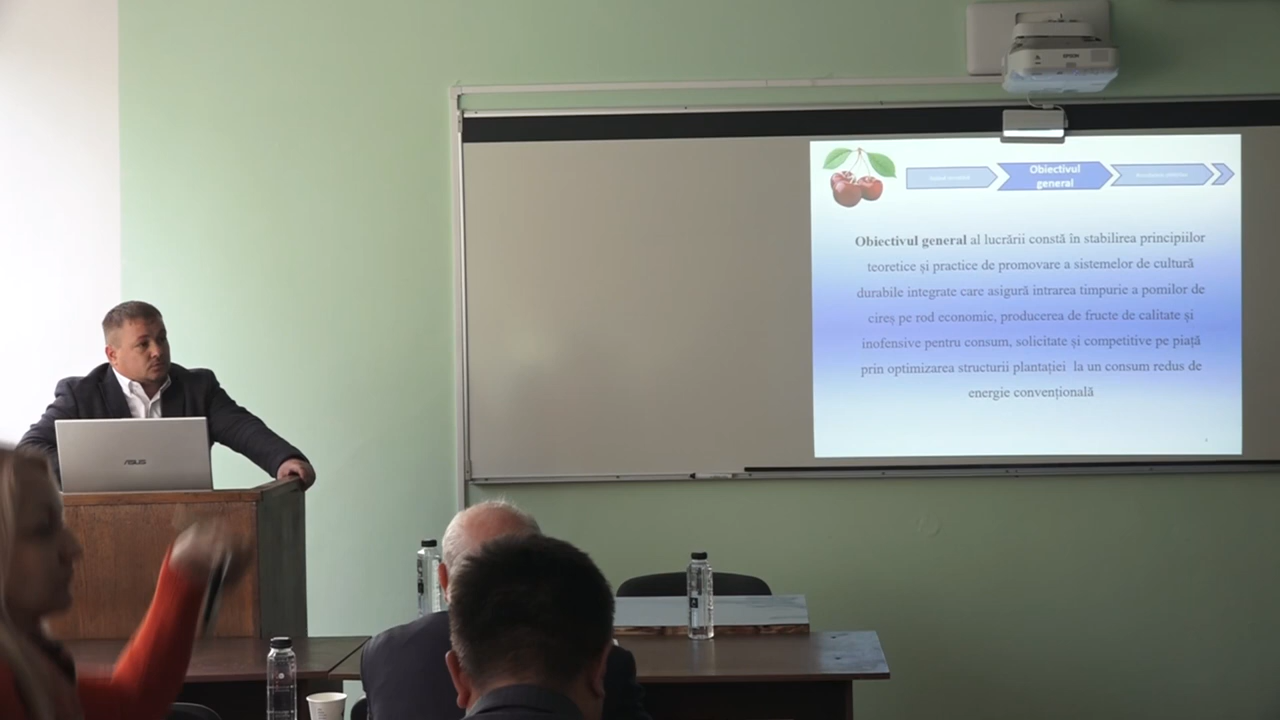 EPSON
Obiectivul
general
Obiectivul general al lucrării constă în stabilirea principiilor
teoretice și practice de promovare a sistemelor de cultură
durabile integrate care asigură intrarea timpurie a pomilor de
cireș pe rod economic, producerea de fructe de calitate și
inofensive pentru consum, solicitate și competitive pe piață
prin optimizarea structurii plantației la un consum redus de
energie convențională
ASUS